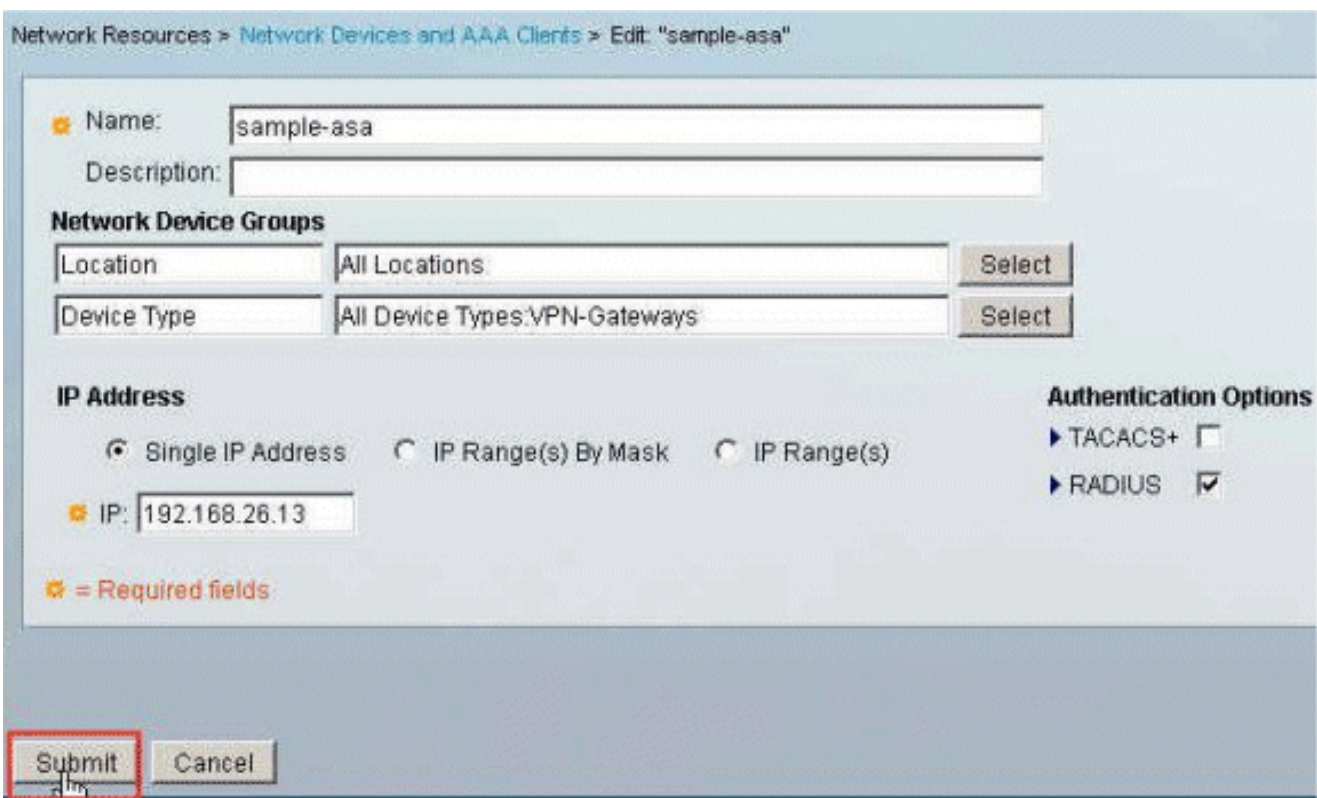 Network Resources > Network Devices and AAA Clients > Edit: "sample-asa"
Name: sample-asa
Description:
Network Device Groups
Location All Locations Select
Device Type All Device Types:VPN-Gateways Select
IP Address Authentication Options
Single IP Address IP Range(s) By Mask IP Range(s) TACACS+
RADIUS
IP: 192.168.26.13
= Required fields
Submit Cancel